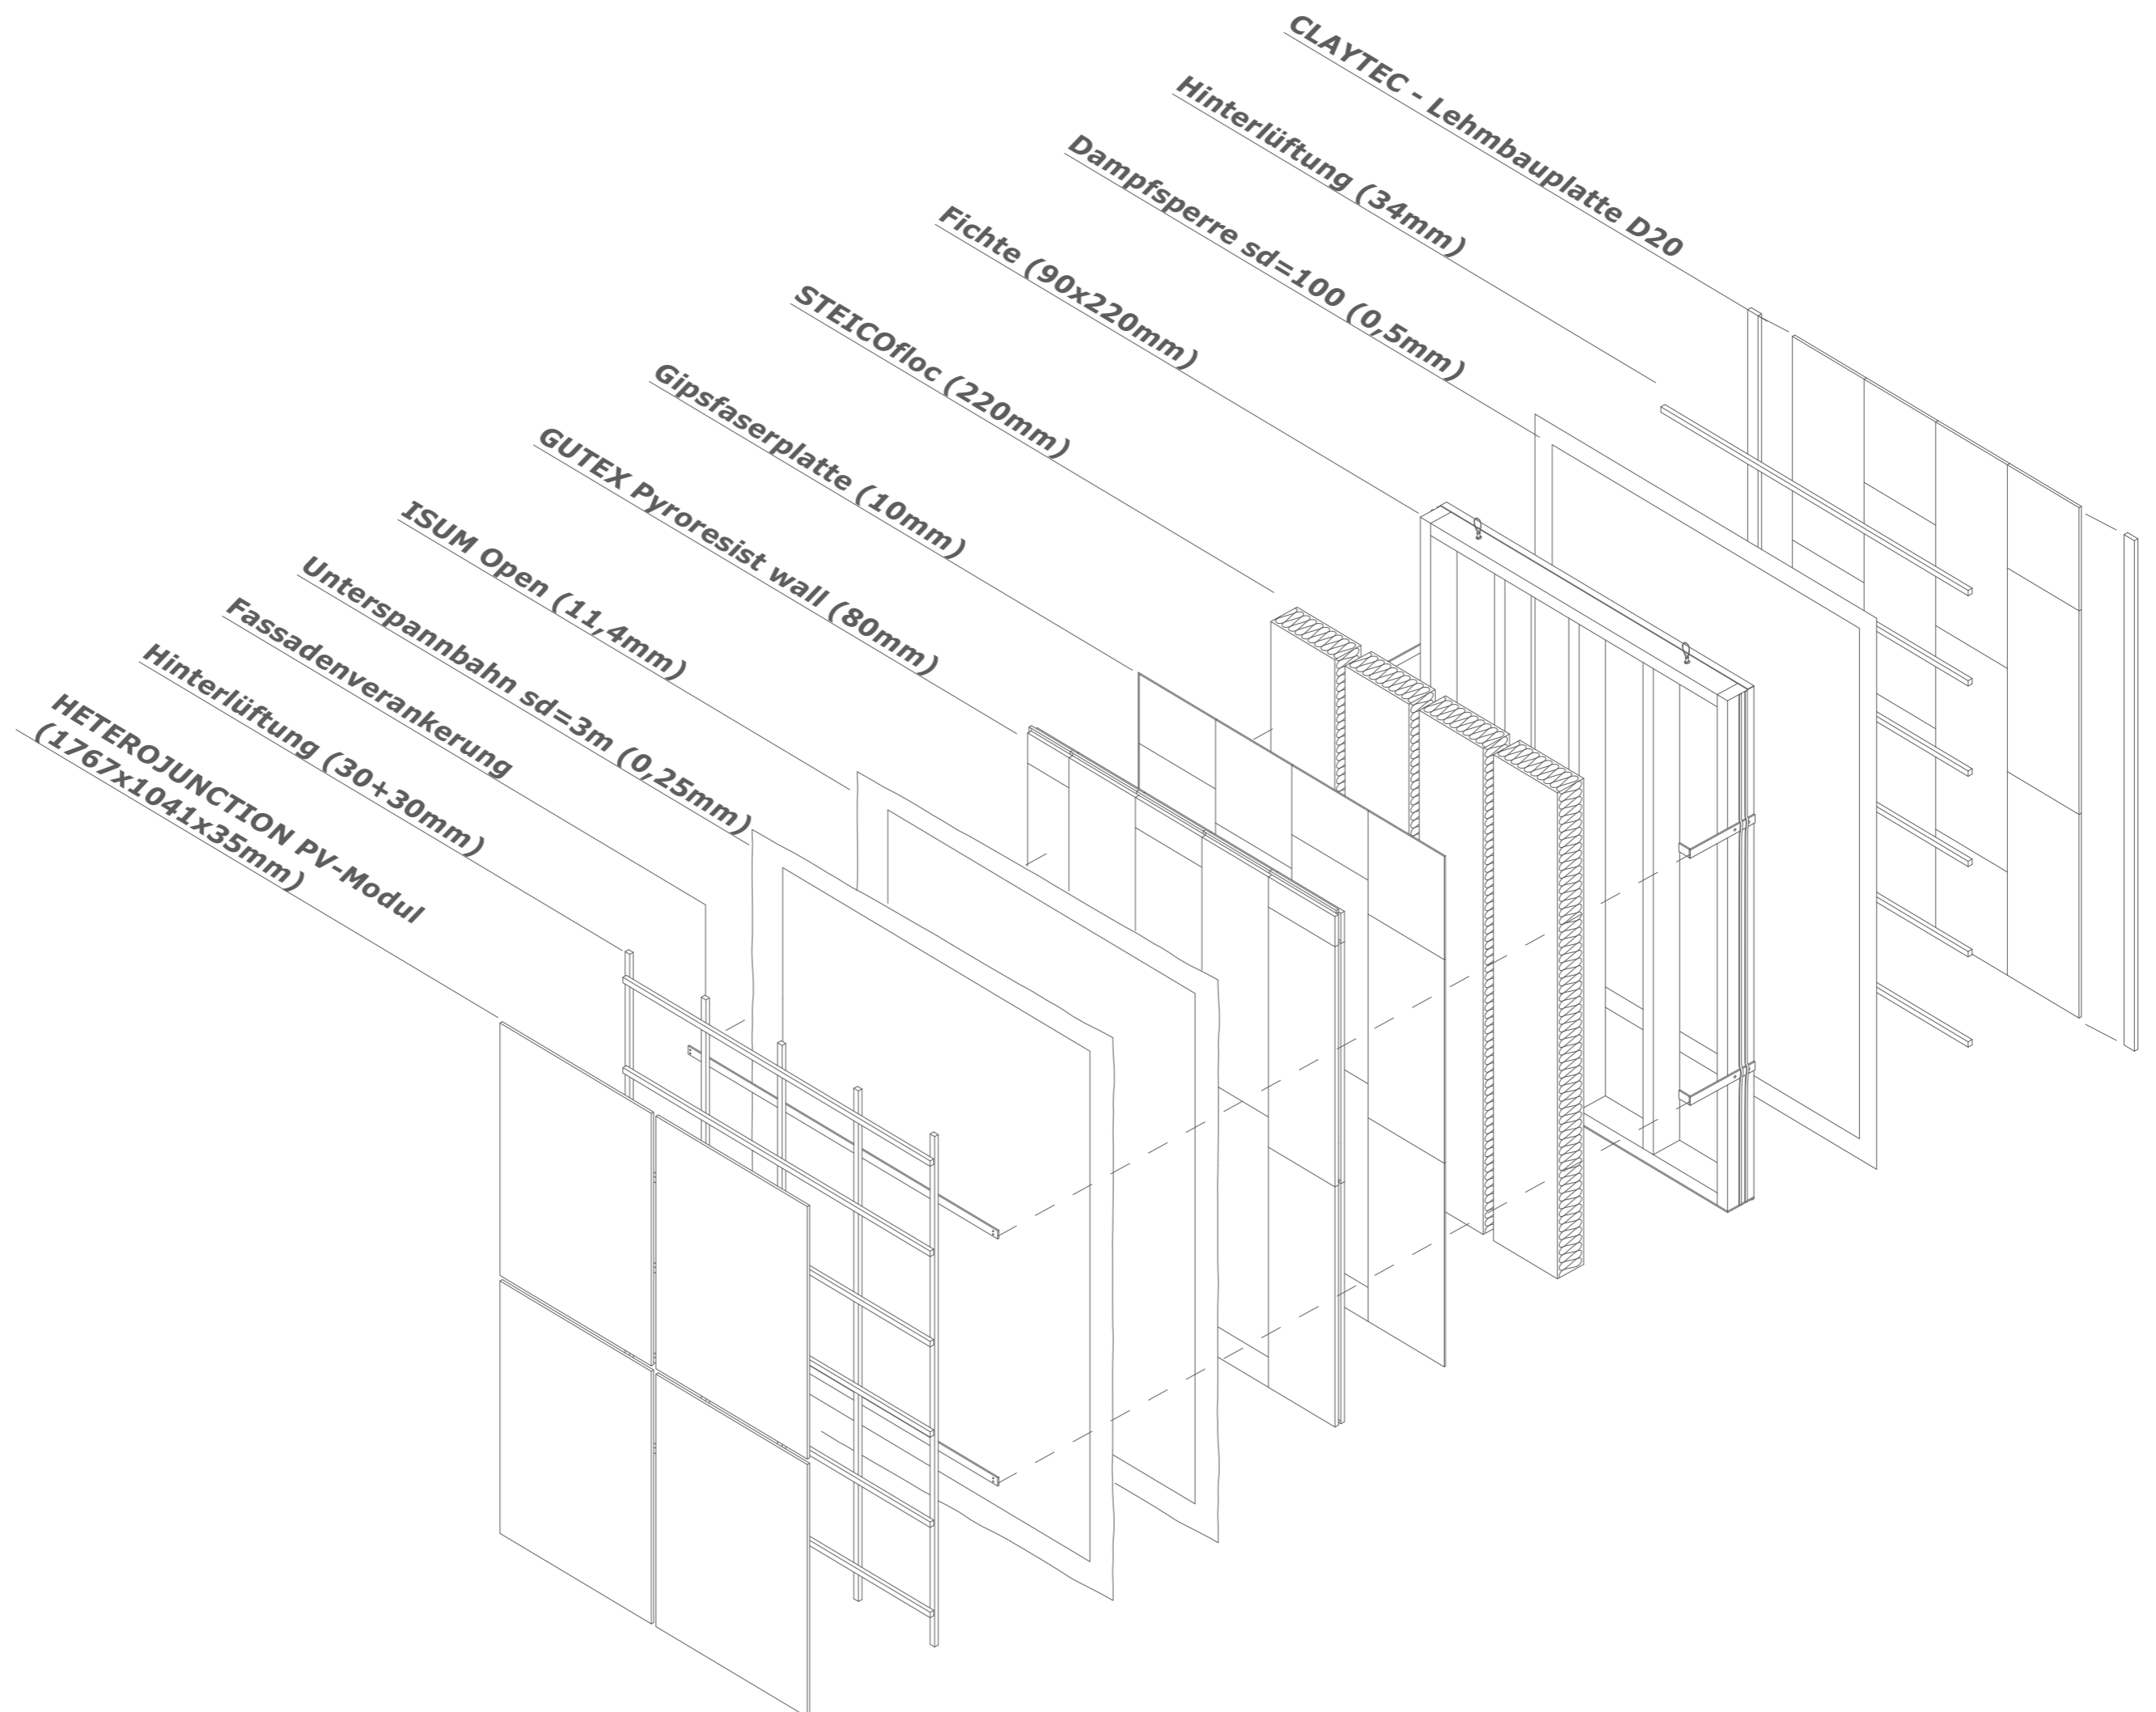 CLAYTEC - Lehmbauplatte D20
Hinterlüftung (34mm)
Dampfsperre sd=100 (0,5mm)
Fichte (90x220mm)
STEICOfloc (220mm)
Gipsfaserplatte (10mm)
GUTEX Pyroresist wall (80mm)
ISUM Open (11,4mm)
Unterspannbahn sd=3m (0,25mm)
Fassadenverankerung
Hinterlüftung (30+30mm)
HETEROJUNCTION PV-Modul
(1767x1041x35mm)